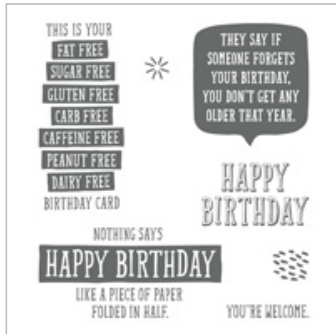 THIS IS YOUR
FAT FREE
SUGAR FREE
GLUTEN FREE
CARB FREE
CAFFEINE FREE
PEANUT FREE
DAIRY FREE
BIRTHDAY CARD
THEY SAY IF
SOMEONE FORGETS
YOUR BIRTHDAY,
YOU DON'T GET ANY
OLDER THAT YEAR.
HAPPY
BIRTHDAY
NOTHING SAYS
HAPPY BIRTHDAY
LIKE A PIECE OF PAPER
FOLDED IN HALF.
YOU'RE WELCOME.